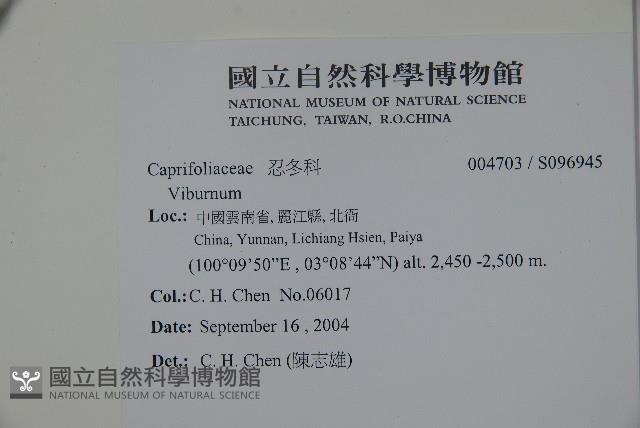 國立自然科學博物館
NATIONAL MUSEUM OF NATURAL SCIENCE
TAICHUNG, TAIWAN, R.O.CHINA
Caprifoliaceae 忍冬科 004703 / S096945
Viburnum
Loc.: 中國雲南省, 麗江縣, 北衙
China, Yunnan, Lichiang Hsien, Paiya
(100°09'50”E , 03°08'44”N) alt. 2,450 -2,500 m.
Col.: C. H. Chen No.06017
Date: September 16 , 2004
Det.: C. H. Chen (陳志雄)
國立自然科學博物館
NATIONAL MUSEUM OF NATURAL SCIENCE